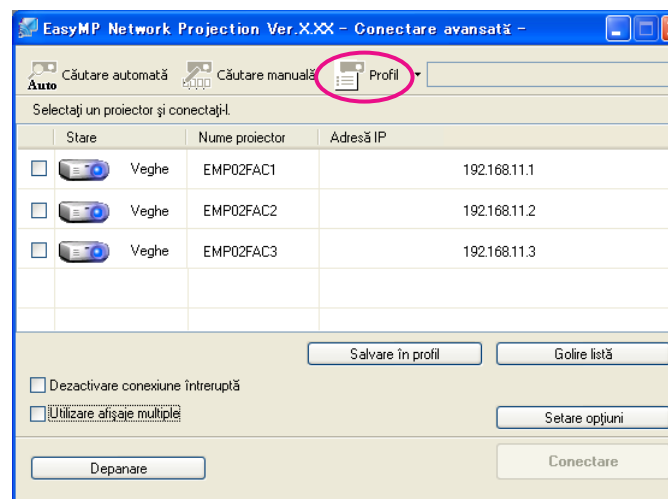 EasyMP Network Projection Ver.X.XX – Conectare avansată –
Auto Căutare automată Căutare manuală Profil
Selectaţi un proiector şi conectaţi-l.
Stare Nume proiector Adresă IP
Veghe EMP02FAC1 192.168.11.1
Veghe EMP02FAC2 192.168.11.2
Veghe EMP02FAC3 192.168.11.3
Salvare în profil Golire listă
Dezactivare conexiune întreruptă
Utilizare afişaje multiple
Setare opţiuni
Depanare Conectare